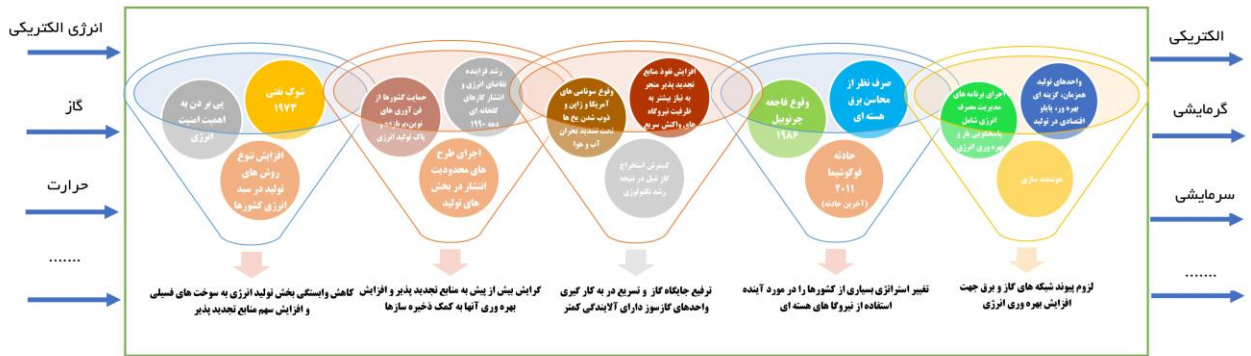 الکتریکی
گرمایشی
سرمایشی
.......
انرژی الکتریکی
گاز
حرارت
.......
واحدهای تولید
همزمان، گزینه ای
بهره ور، پایاو
اقتصادی در تولید
اجرای برنامه های
مدیریت مصرف
انرژی شامل
پاسخگویی بار و
بهره وری انرژی
هوشمند سازی
لزوم پیوند شبکه های گاز و برق جهت
افزایش بهره وری انرژی
صرف نظر از
محاسن برق
هسته ای
وقوع فاجعه
چرنوبیل
۱۹۸۶
حادثه
فوکوشیما
۲۰۱۱
(آخرین حادثه)
تغییر استراتژی بسیاری از کشورها را در مورد آینده
استفاده از نیروگا های هسته ای
افزایش نفوذ منابع
تجدید پذیر منجر
به نیاز بیشتر به
ظرفیت نیروگاه
های واکنش سریع
وقوع سونامی های
آمریکا و ژاپن و
ذوب شدن یخ ها
تحت تشدید بحران
آب و هوا
گسترش استخراج
گاز شیل در نتیجه
رشد تکنولوژی
ترفیع جایگاه گاز و تسریع در به کار گیری
واحدهای گازسوز دارای آلایندگی کمتر
رشد فزاینده
تقاضای انرژی و
انتشار گازهای
گلخانه ای
دهه ۱۹۹۰
حمایت کشورها از
فن آوری های
نوین، پربازده و
پاک تولید انرژی
اجرای طرح
های محدودیت
انتشار در بخش
های تولید
گرایش بیش از پیش به منابع تجدید پذیر و افزایش
بهره وری آنها به کمک ذخیره سازها
شوک نفتی
۱۹۷۳
پی بر دن به
اهمیت امنیت
انرژی
افزایش تنوع
روش های
تولید در سبد
انرژی کشورها
کاهش وابستگی بخش تولید انرژی به سوخت های فسیلی
و افزایش سهم منابع تجدید پذیر